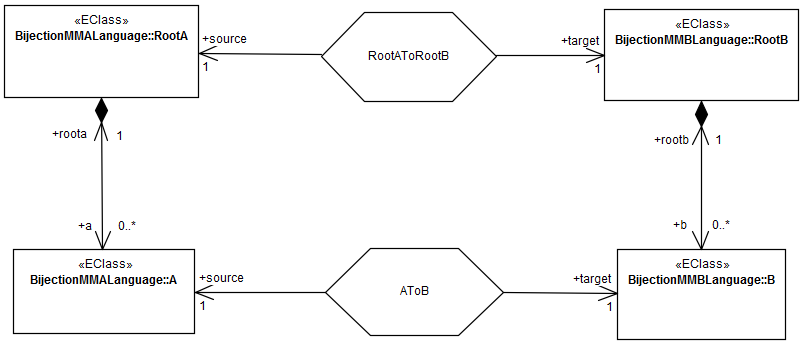 «EClass»
BijectionMMALanguage::RootA
+source
1
RootAToRootB
+target
1
«EClass»
BijectionMMBLanguage::RootB
+roota
1
+rootb
1
+a
0..*
+b
0..*
«EClass»
BijectionMMALanguage::A
+source
1
AToB
+target
1
«EClass»
BijectionMMBLanguage::B